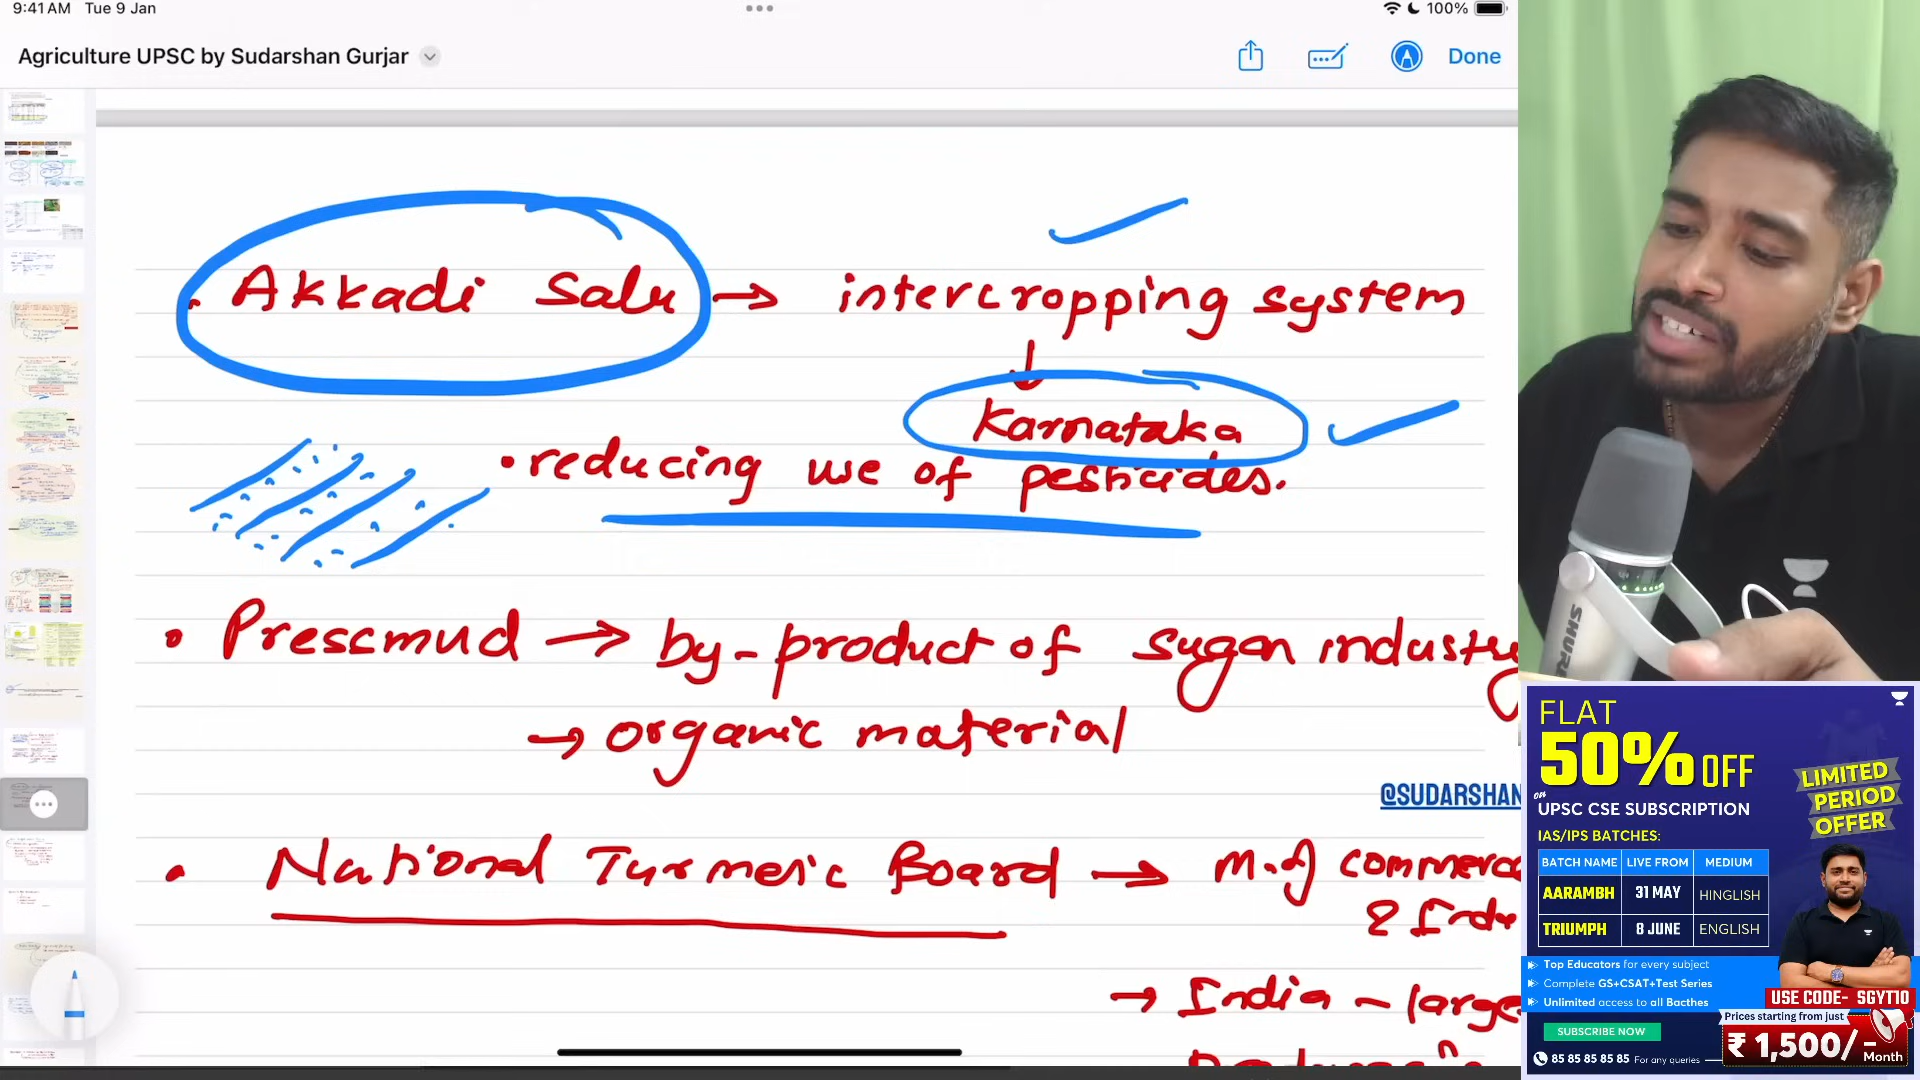 9:41 AM Tue 9 Jan
100%
Agriculture UPSC by Sudarshan Gurjar
Done
• Akkadi Salu → intercropping system
↓
Karnataka
• reducing use of pesticides.
• Pressmud → by-product of sugar industry
→ organic material
@SUDARSHAN
• National Turmeric Board → M.of commerce
& Indu
→ India - large
SHURE
FLAT
50% OFF
on
UPSC CSE SUBSCRIPTION
LIMITED
PERIOD
OFFER
IAS/IPS BATCHES:
BATCH NAME LIVE FROM MEDIUM
AARAMBH 31 MAY HINGLISH
TRIUMPH 8 JUNE ENGLISH
Top Educators for every subject
Complete GS+CSAT+Test Series
Unlimited access to all Bacthes
USE CODE- SGYT10
SUBSCRIBE NOW
Prices starting from just
₹ 1,500/-
Month
85 85 85 85 85 For any queries